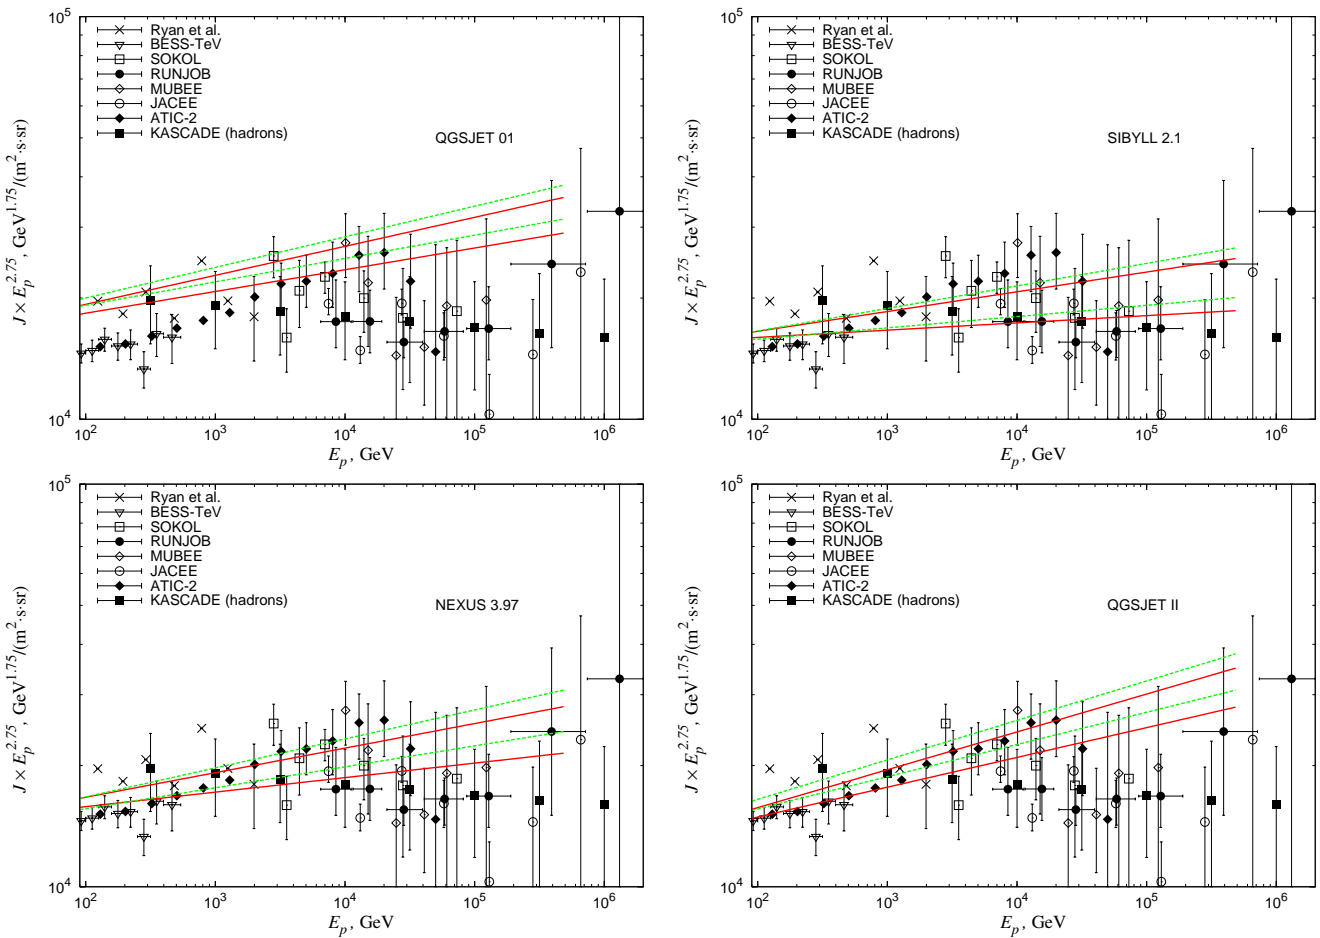 10^5
Ryan et al.
BESS-TeV
SOKOL
RUNJOB
MUBEE
JACEE
ATIC-2
KASCADE (hadrons)
QGSJET 01
J × E_p^2.75, GeV^1.75/(m^2·s·sr)
10^4
10^2 10^3 10^4 10^5 10^6
E_p, GeV
10^5
Ryan et al.
BESS-TeV
SOKOL
RUNJOB
MUBEE
JACEE
ATIC-2
KASCADE (hadrons)
SIBYLL 2.1
J × E_p^2.75, GeV^1.75/(m^2·s·sr)
10^4
10^2 10^3 10^4 10^5 10^6
E_p, GeV
10^5
Ryan et al.
BESS-TeV
SOKOL
RUNJOB
MUBEE
JACEE
ATIC-2
KASCADE (hadrons)
NEXUS 3.97
J × E_p^2.75, GeV^1.75/(m^2·s·sr)
10^4
10^2 10^3 10^4 10^5 10^6
E_p, GeV
10^5
Ryan et al.
BESS-TeV
SOKOL
RUNJOB
MUBEE
JACEE
ATIC-2
KASCADE (hadrons)
QGSJET II
J × E_p^2.75, GeV^1.75/(m^2·s·sr)
10^4
10^2 10^3 10^4 10^5 10^6
E_p, GeV